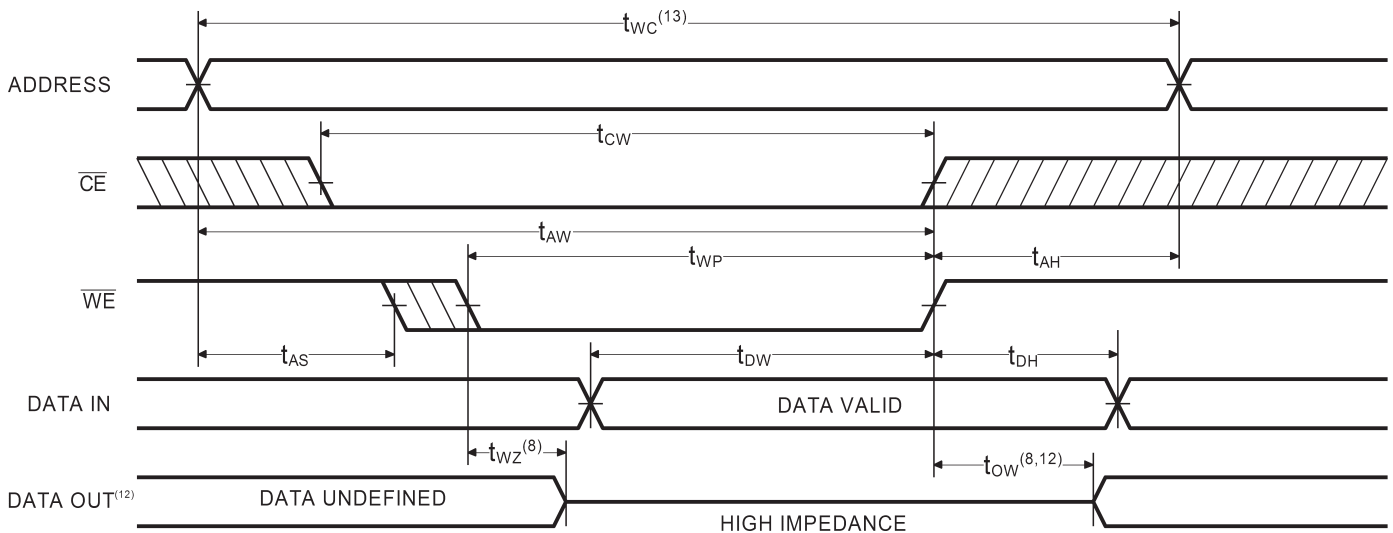 tWC(13)
ADDRESS
tCW
CE
tAW
tWP
tAH
WE
tAS
tDW
tDH
DATA IN
DATA VALID
tWZ(8)
tOW(8,12)
DATA OUT(12)
DATA UNDEFINED
HIGH IMPEDANCE